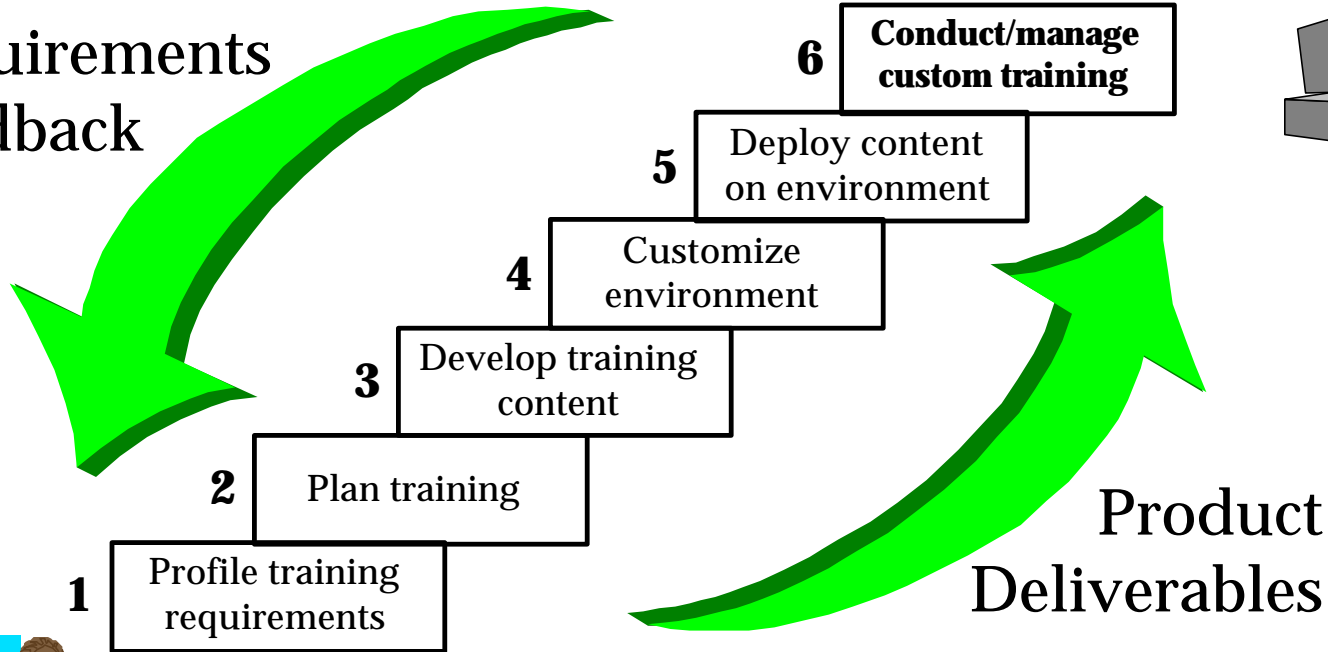 uirements
dback
6
Conduct/manage
custom training
5
Deploy content
on environment
4
Customize
environment
3
Develop training
content
2
Plan training
1
Profile training
requirements
Product
Deliverables